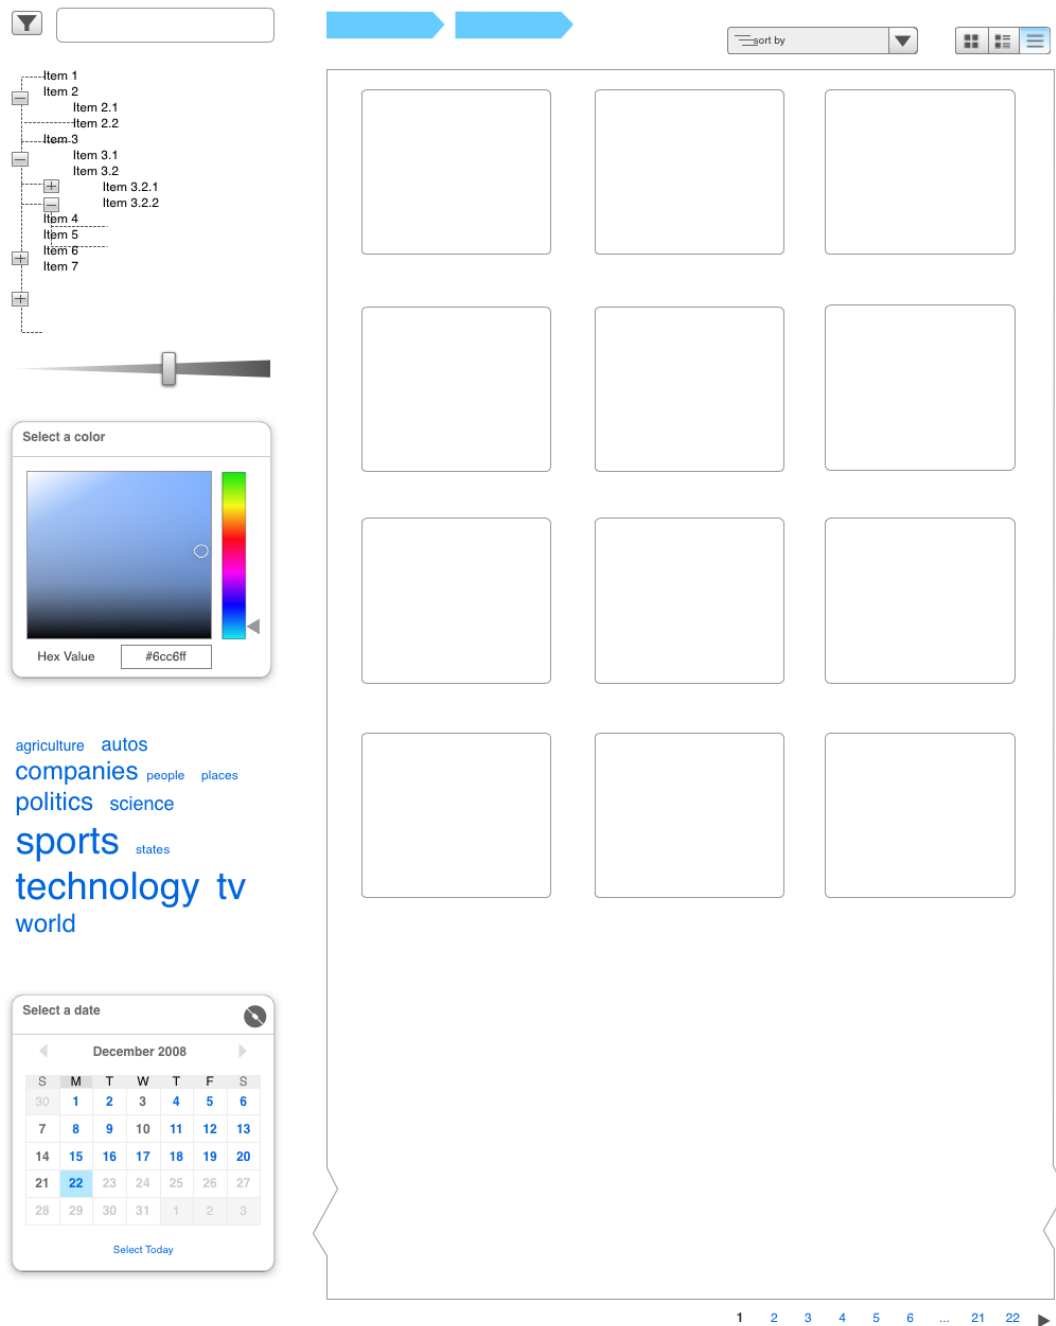 sort by
Item 1
Item 2
Item 2.1
Item 2.2
Item 3
Item 3.1
Item 3.2
Item 3.2.1
Item 3.2.2
Item 4
Item 5
Item 6
Item 7
Select a color
Hex Value #6cc6ff
agriculture autos
companies people places
politics science
sports states
technology tv
world
Select a date
December 2008
S M T W T F S
30 1 2 3 4 5 6
7 8 9 10 11 12 13
14 15 16 17 18 19 20
21 22 23 24 25 26 27
28 29 30 31 1 2 3
Select Today
1 2 3 4 5 6 ... 21 22